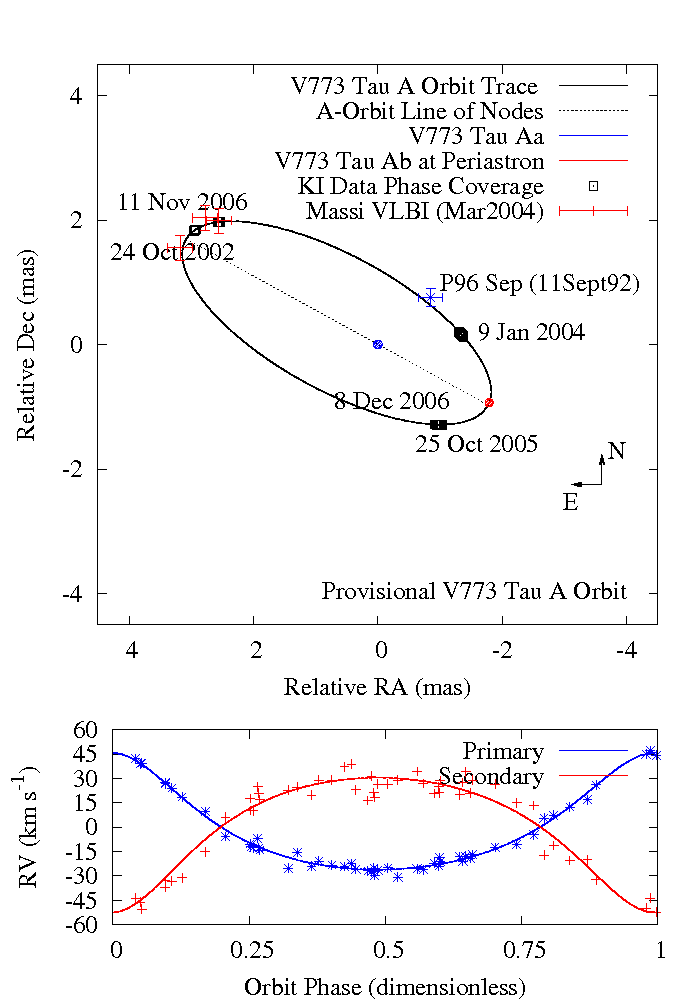 V773 Tau A Orbit Trace
A-Orbit Line of Nodes
V773 Tau Aa
V773 Tau Ab at Periastron
KI Data Phase Coverage
Massi VLBI (Mar2004)
4
2
0
-2
-4
Relative Dec (mas)
11 Nov 2006
24 Oct 2002
P96 Sep (11Sept92)
9 Jan 2004
8 Dec 2006
25 Oct 2005
N
E
Provisional V773 Tau A Orbit
4 2 0 -2 -4
Relative RA (mas)
60
45
30
15
0
-15
-30
-45
-60
RV (km s-1)
Primary
Secondary
0 0.25 0.5 0.75 1
Orbit Phase (dimensionless)